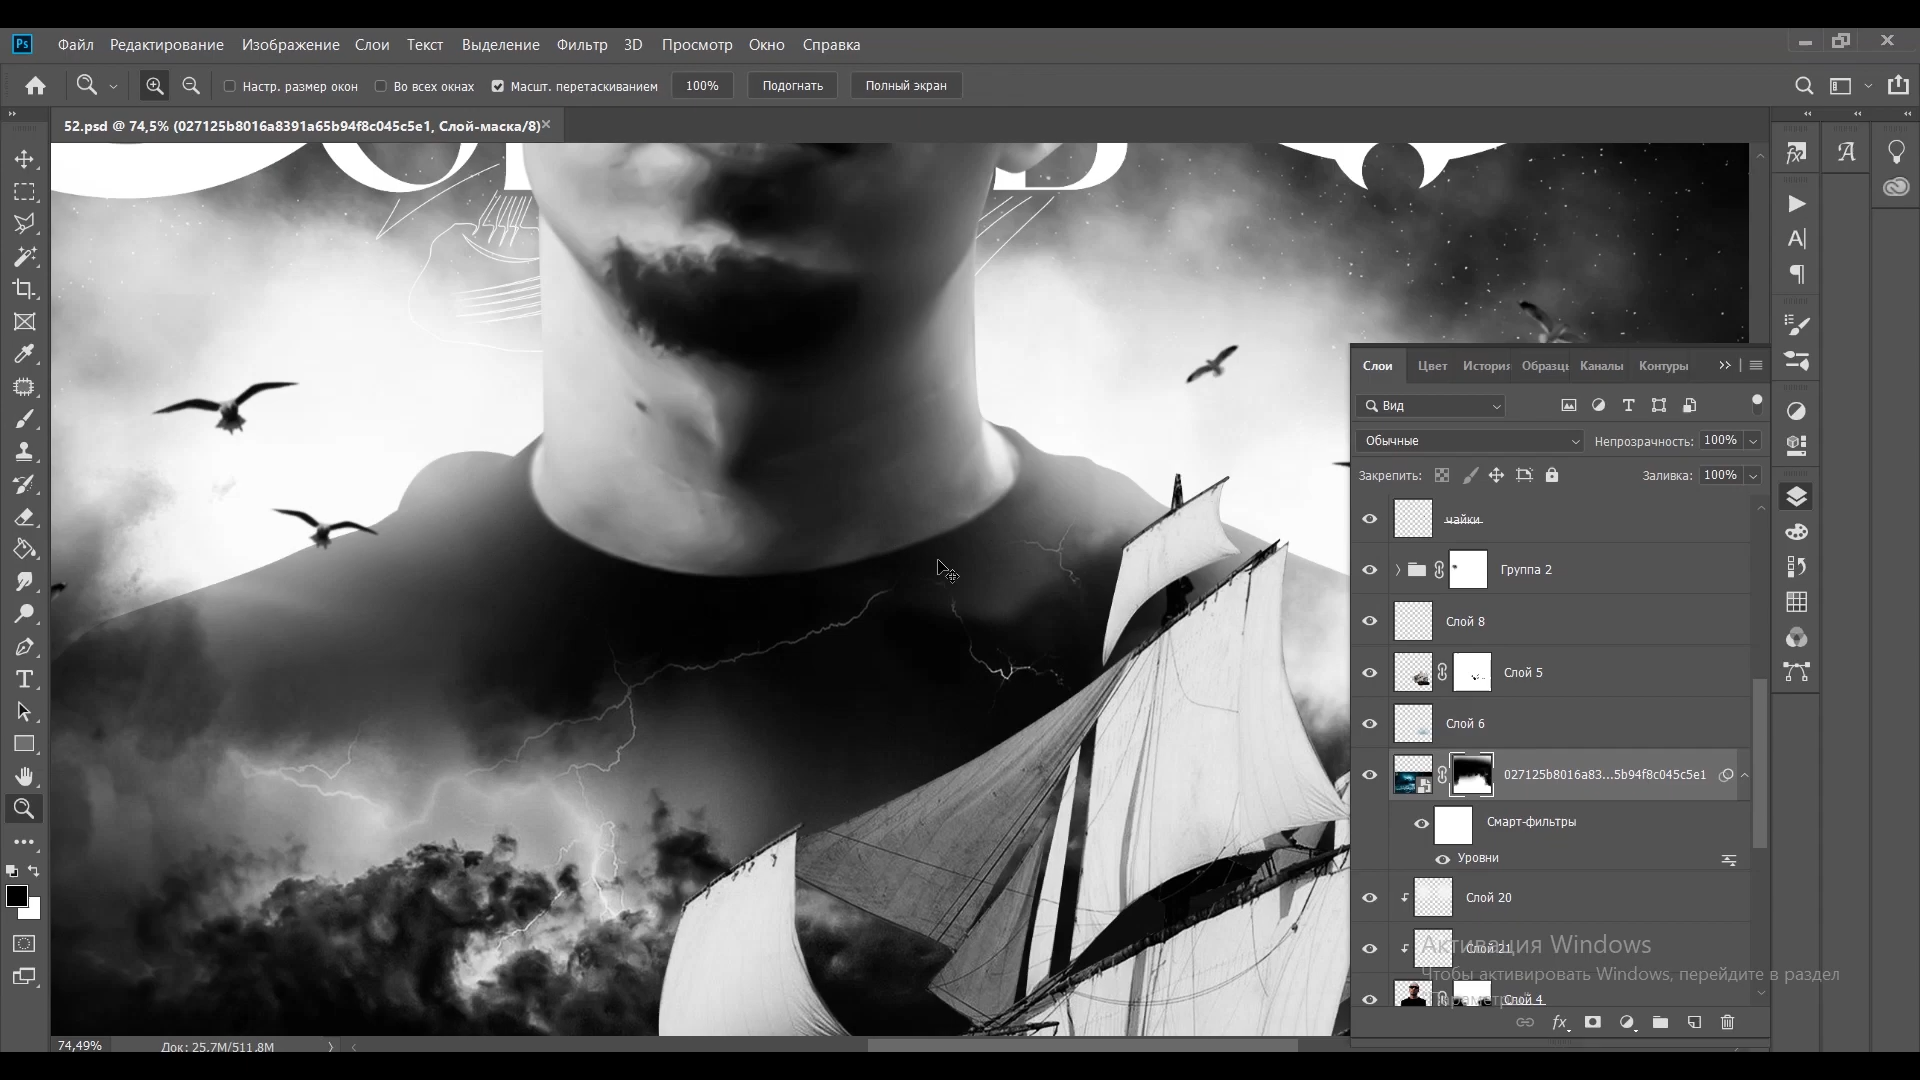 Ps
Файл Редактирование Изображение Слои Текст Выделение Фильтр 3D Просмотр Окно Справка
Настр. размер окон Во всех окнах Масшт. перетаскиванием 100% Подогнать Полный экран
52.psd @ 74,5% (027125b8016a8391a65b94f8c045c5e1, Слой-маска/8)
Слои Цвет История Образцы Каналы Контуры
Вид
Обычные Непрозрачность: 100%
Закрепить: Заливка: 100%
чайки
Группа 2
Слой 8
Слой 5
Слой 6
027125b8016a83...5b94f8c045c5e1
Смарт-фильтры
Уровни
Слой 20
Слой 21
Слой 4
Активация Windows
Чтобы активировать Windows, перейдите в раздел
"Параметры".
74,49% Док: 25,7M/511,8M